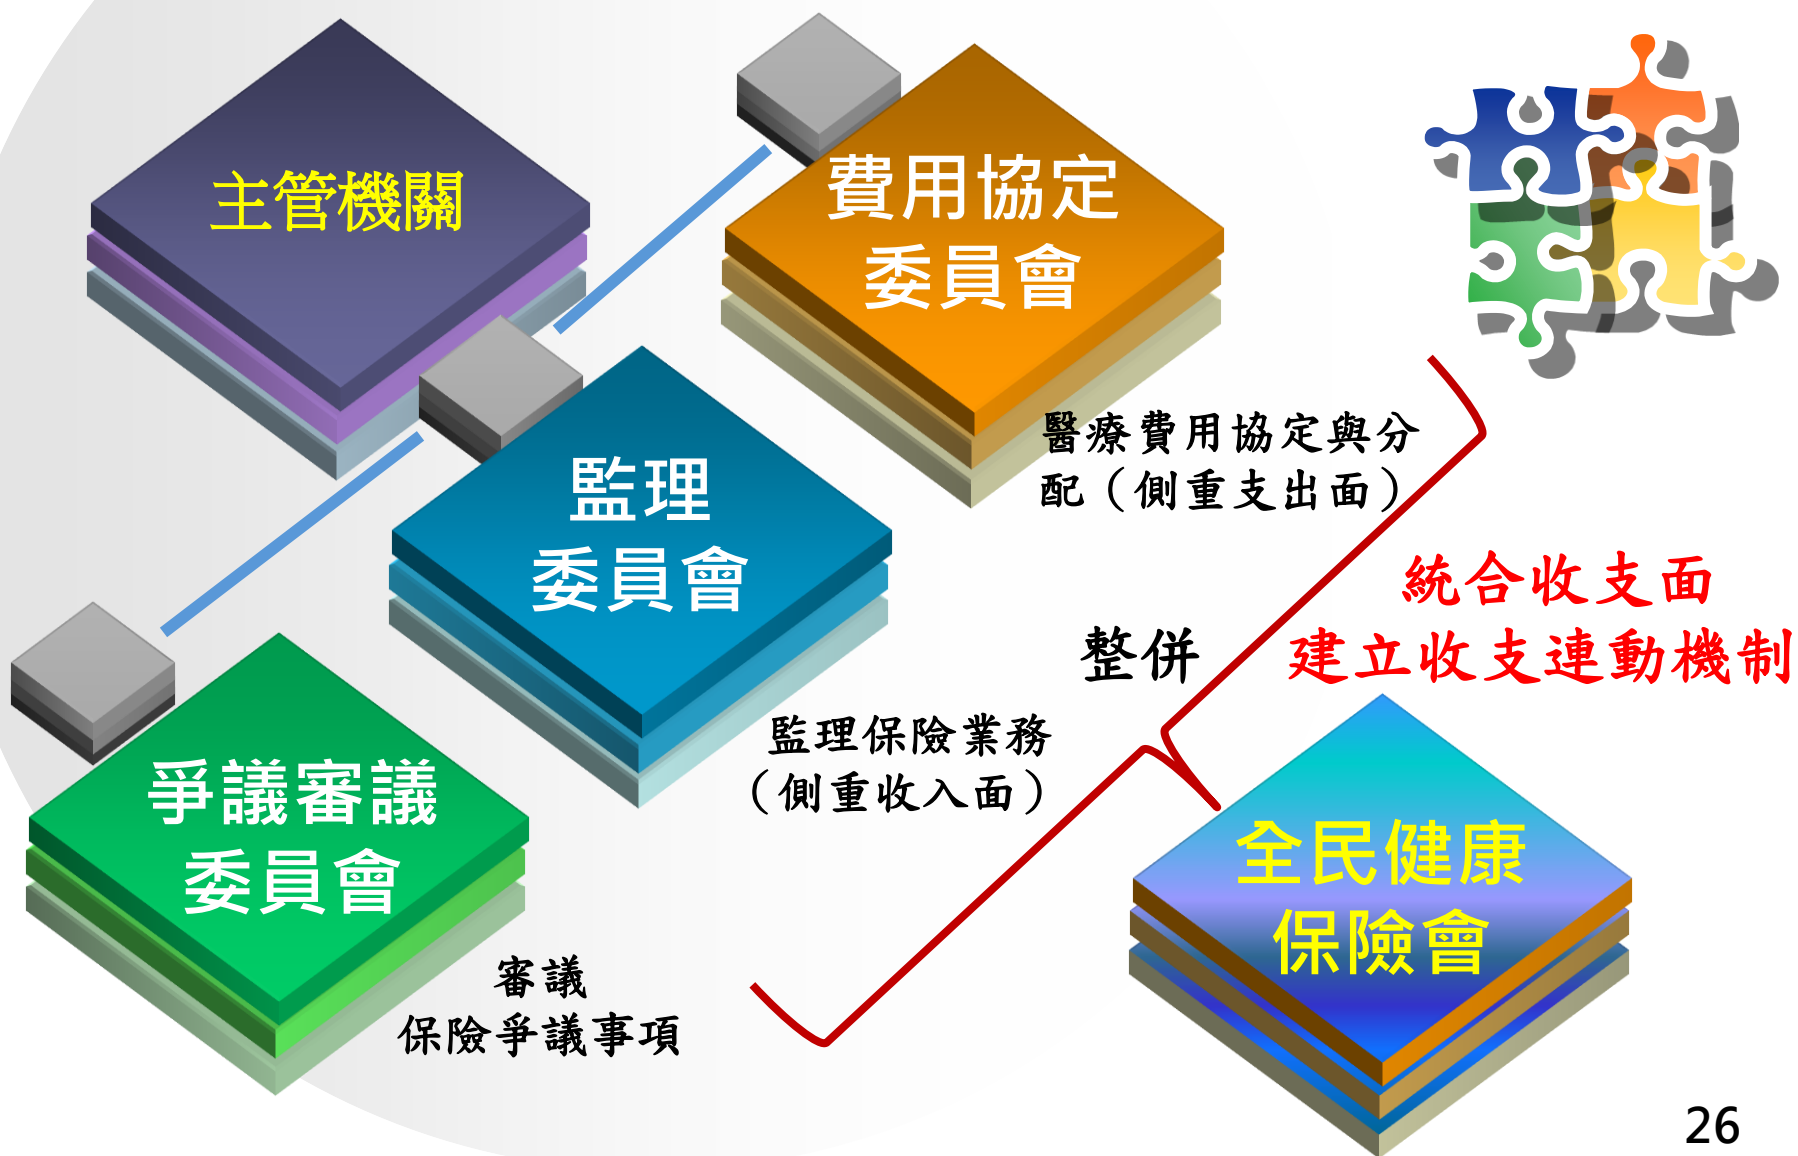 主管機關
費用協定
委員會
醫療費用協定與分
配（側重支出面）
監理
委員會
監理保險業務
（側重收入面）
爭議審議
委員會
審議
保險爭議事項
整併
統合收支面
建立收支連動機制
全民健康
保險會
26